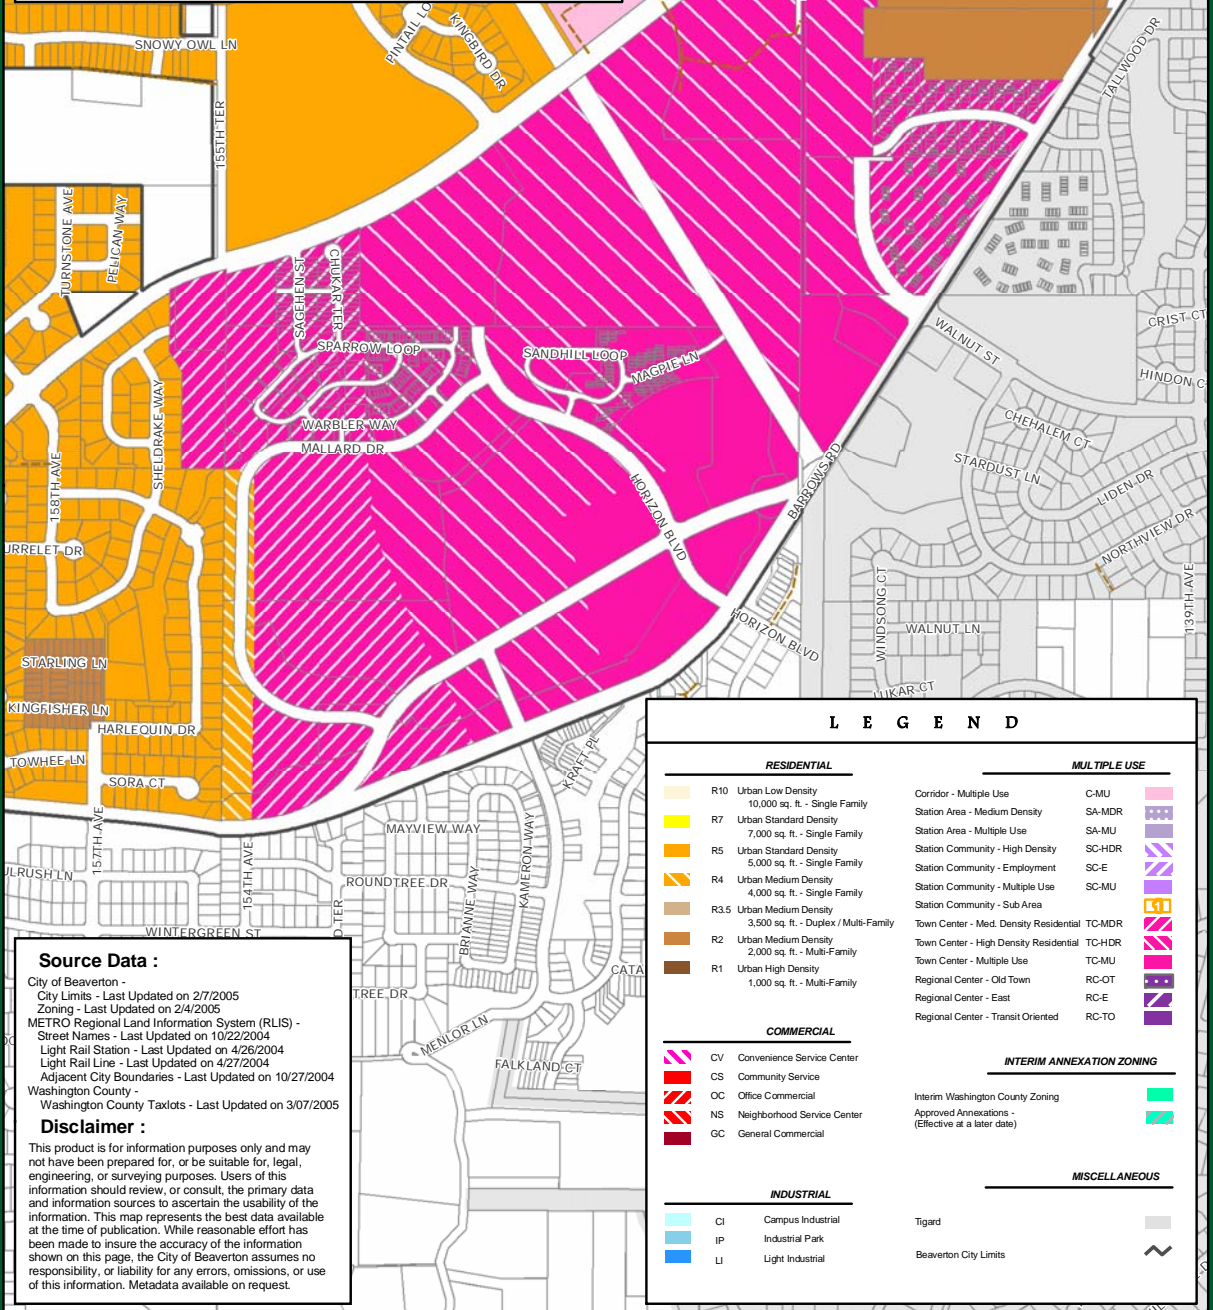 SNOWY OWL LN
PINTAIL LO
KINGBIRD DR
TALLWOOD DR
155TH TER
TURNSTONE AVE
PELICAN WAY
SAGEHEN ST
CHUKAR TER
SPARROW LOOP
SANDHILL LOOP
MAGPIE LN
WALNUT ST
CRIST CT
HINDON C
SHELDRAKE WAY
WARBLER WAY
MALLARD DR
CHEHALEM CT
STARDUST LN
LIDEN DR
NORTHVIEW DR
158TH AVE
HORIZON BLVD
BARROWS RD
URRELET DR
WINDSONG CT
139TH AVE
HORIZON BLVD
WALNUT LN
STARLING LN
LUKAR CT
KINGFISHER LN
HARLEQUIN DR
TOWHEE LN
SORA CT
KRAFT PL
157TH AVE
MAYVIEW WAY
KAMERON WAY
ULRUSH LN
154TH AVE
ROUNDTREE DR
BRIANNE WAY
WINTERGREEN ST
D TER
CATA
TREE DR
MENLOR LN
FALKLAND CT
Source Data :
City of Beaverton -
City Limits - Last Updated on 2/7/2005
Zoning - Last Updated on 2/4/2005
METRO Regional Land Information System (RLIS) -
Street Names - Last Updated on 10/22/2004
Light Rail Station - Last Updated on 4/26/2004
Light Rail Line - Last Updated on 4/27/2004
Adjacent City Boundaries - Last Updated on 10/27/2004
Washington County -
Washington County Taxlots - Last Updated on 3/07/2005
Disclaimer :
This product is for information purposes only and may
not have been prepared for, or be suitable for, legal,
engineering, or surveying purposes. Users of this
information should review, or consult, the primary data
and information sources to ascertain the usability of the
information. This map represents the best data available
at the time of publication. While reasonable effort has
been made to insure the accuracy of the information
shown on this page, the City of Beaverton assumes no
responsibility, or liability for any errors, omissions, or use
of this information. Metadata available on request.
LEGEND
RESIDENTIAL
R10 Urban Low Density
10,000 sq. ft. - Single Family
R7 Urban Standard Density
7,000 sq. ft. - Single Family
R5 Urban Standard Density
5,000 sq. ft. - Single Family
R4 Urban Medium Density
4,000 sq. ft. - Single Family
R3.5 Urban Medium Density
3,500 sq. ft. - Duplex / Multi-Family
R2 Urban Medium Density
2,000 sq. ft. - Multi-Family
R1 Urban High Density
1,000 sq. ft. - Multi-Family
COMMERCIAL
CV Convenience Service Center
CS Community Service
OC Office Commercial
NS Neighborhood Service Center
GC General Commercial
INDUSTRIAL
CI Campus Industrial
IP Industrial Park
LI Light Industrial
MULTIPLE USE
Corridor - Multiple Use C-MU
Station Area - Medium Density SA-MDR
Station Area - Multiple Use SA-MU
Station Community - High Density SC-HDR
Station Community - Employment SC-E
Station Community - Multiple Use SC-MU
Station Community - Sub Area 1
Town Center - Med. Density Residential TC-MDR
Town Center - High Density Residential TC-HDR
Town Center - Multiple Use TC-MU
Regional Center - Old Town RC-OT
Regional Center - East RC-E
Regional Center - Transit Oriented RC-TO
INTERIM ANNEXATION ZONING
Interim Washington County Zoning
Approved Annexations -
(Effective at a later date)
MISCELLANEOUS
Tigard
Beaverton City Limits